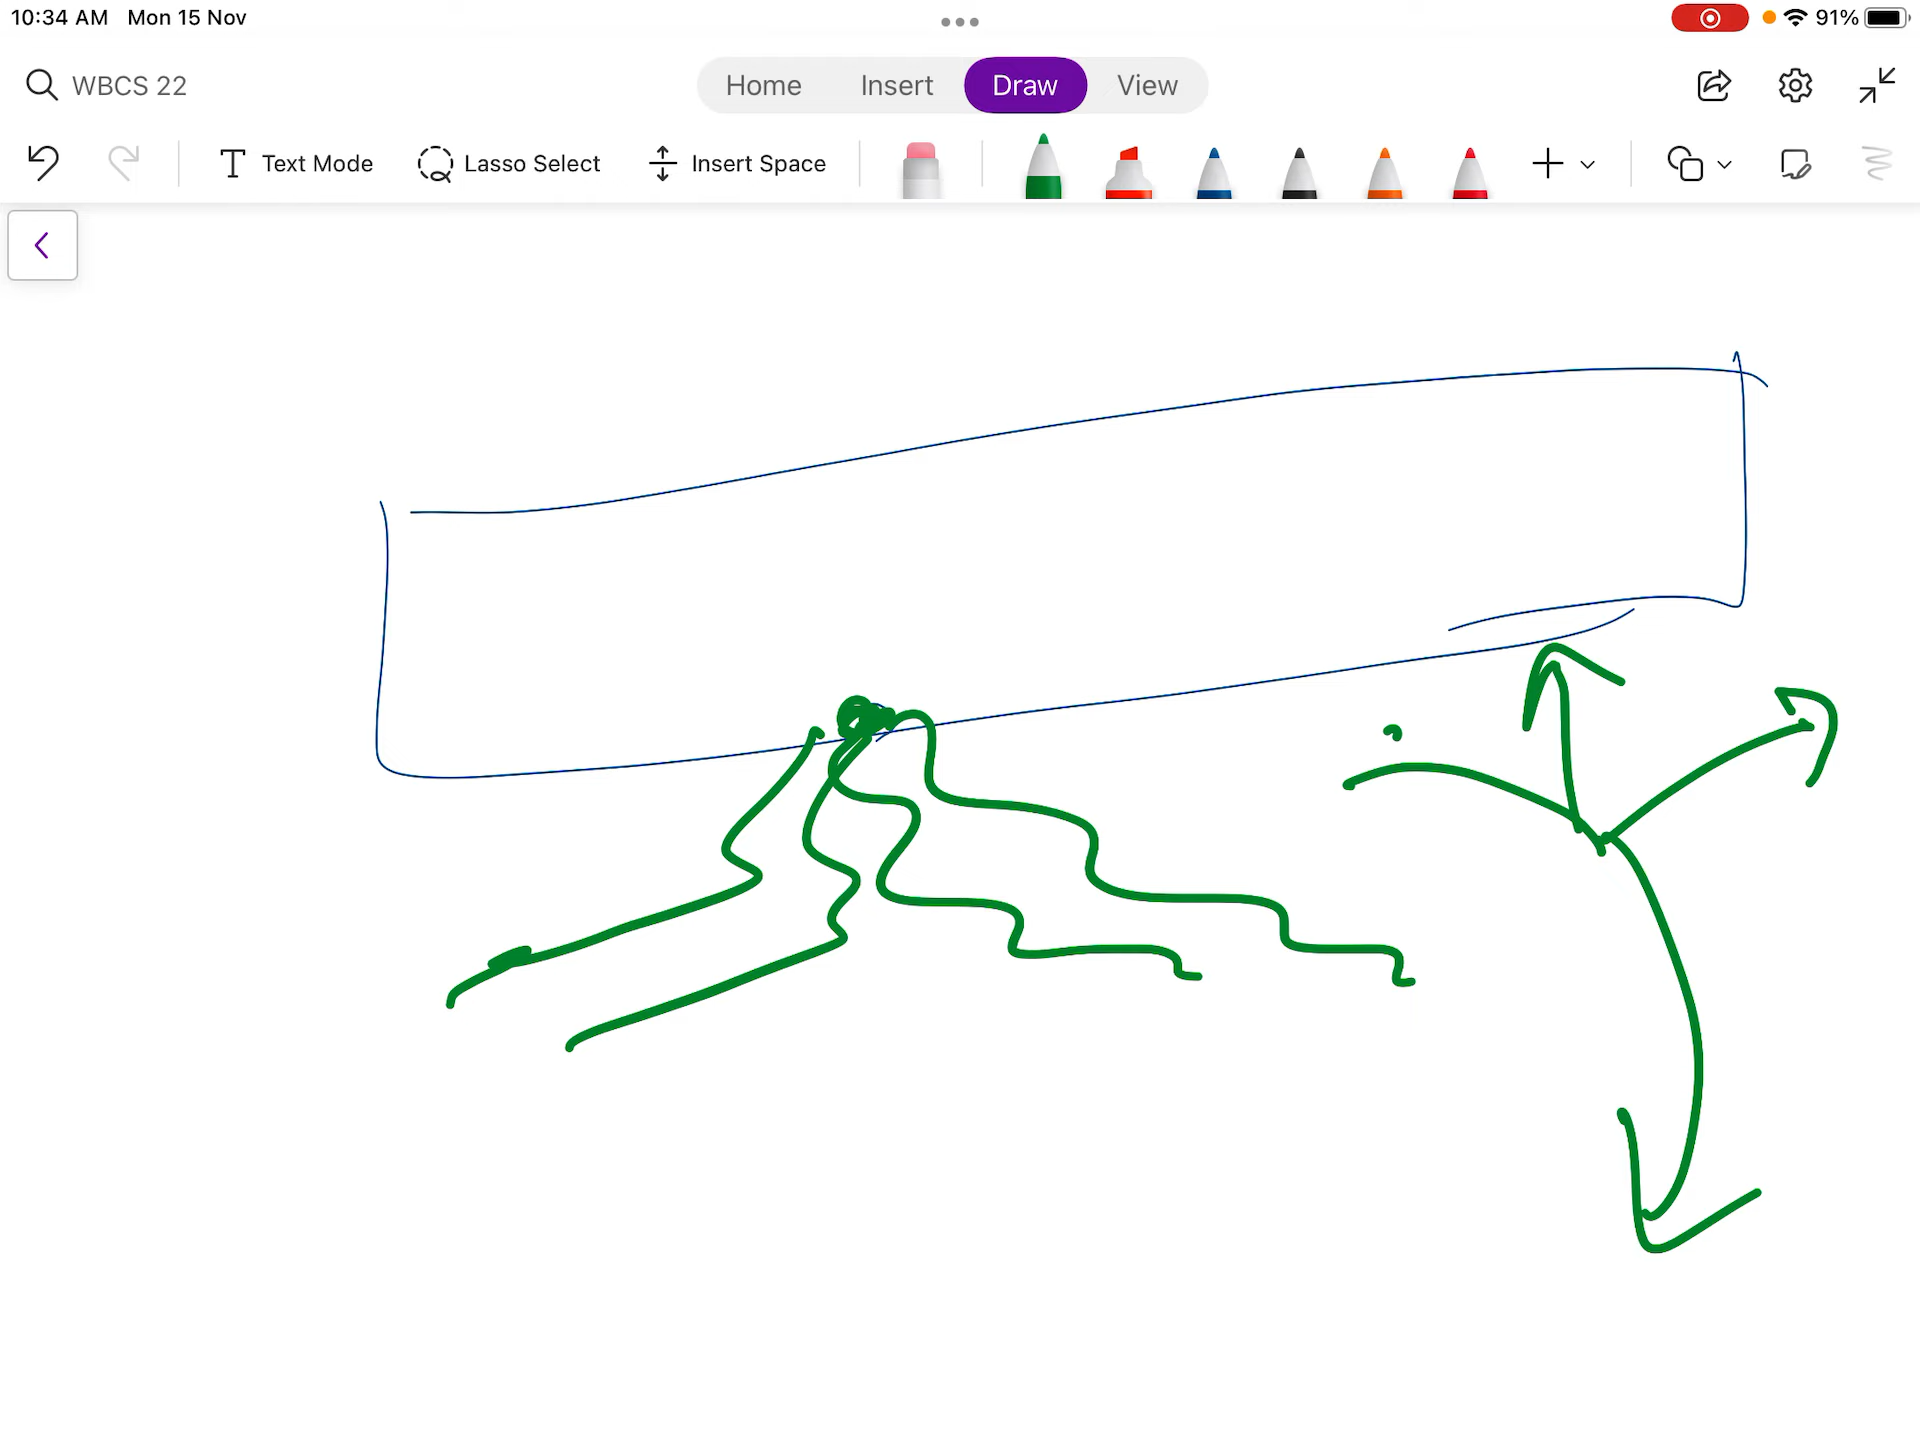 10:34 AM Mon 15 Nov
91%
WBCS 22
Home Insert Draw View
Text Mode Lasso Select Insert Space